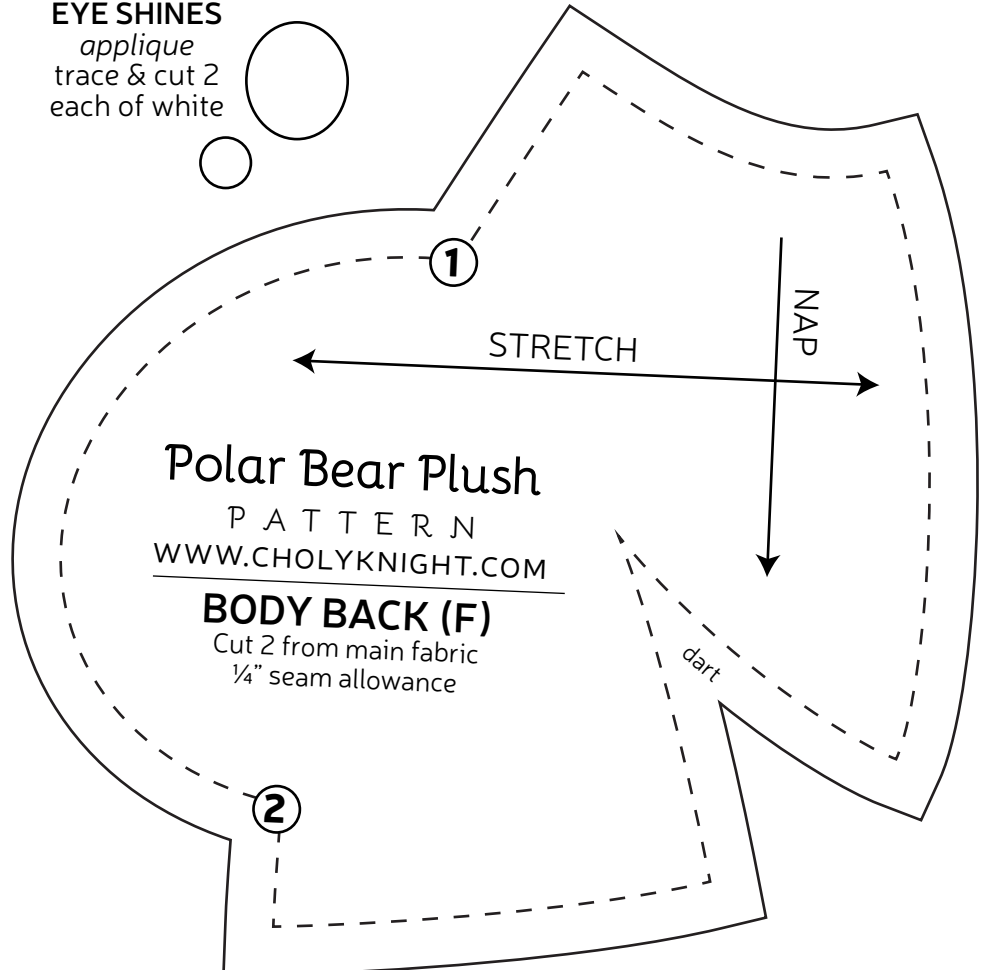 EYE SHINES
applique
trace & cut 2
each of white
1
NAP
STRETCH
Polar Bear Plush
PATTERN
WWW.CHOLYKNIGHT.COM
BODY BACK (F)
Cut 2 from main fabric
¼” seam allowance
dart
2